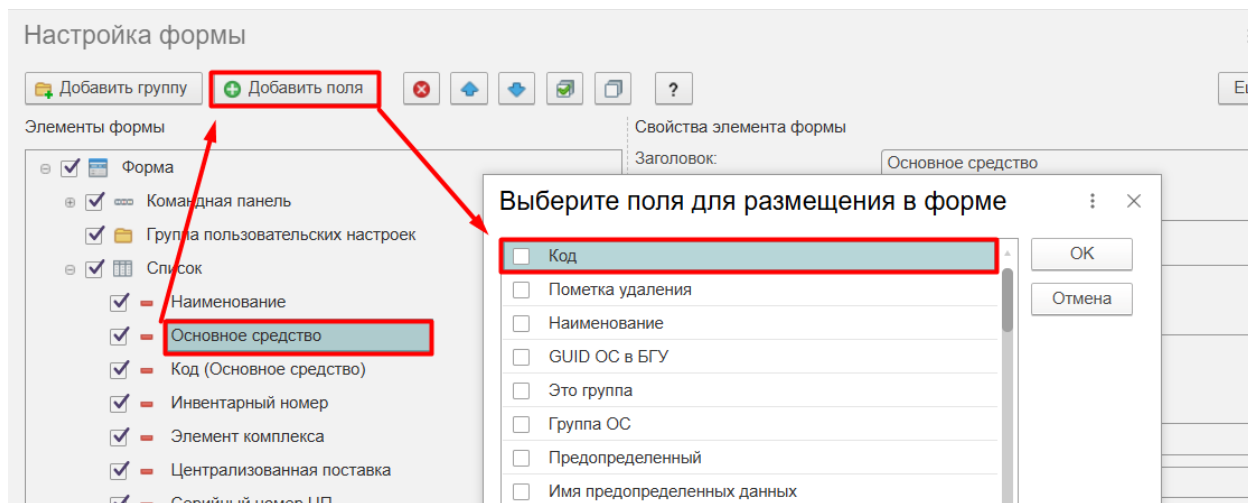 Настройка формы
Добавить группу
Добавить поля
?
Элементы формы
Свойства элемента формы
Форма
Заголовок:
Основное средство
Командная панель
Группа пользовательских настроек
Список
Наименование
Основное средство
Код (Основное средство)
Инвентарный номер
Элемент комплекса
Централизованная поставка
Выберите поля для размещения в форме
Код
Пометка удаления
Наименование
GUID ОС в БГУ
Это группа
Группа ОС
Предопределенный
Имя предопределенных данных
OK
Отмена